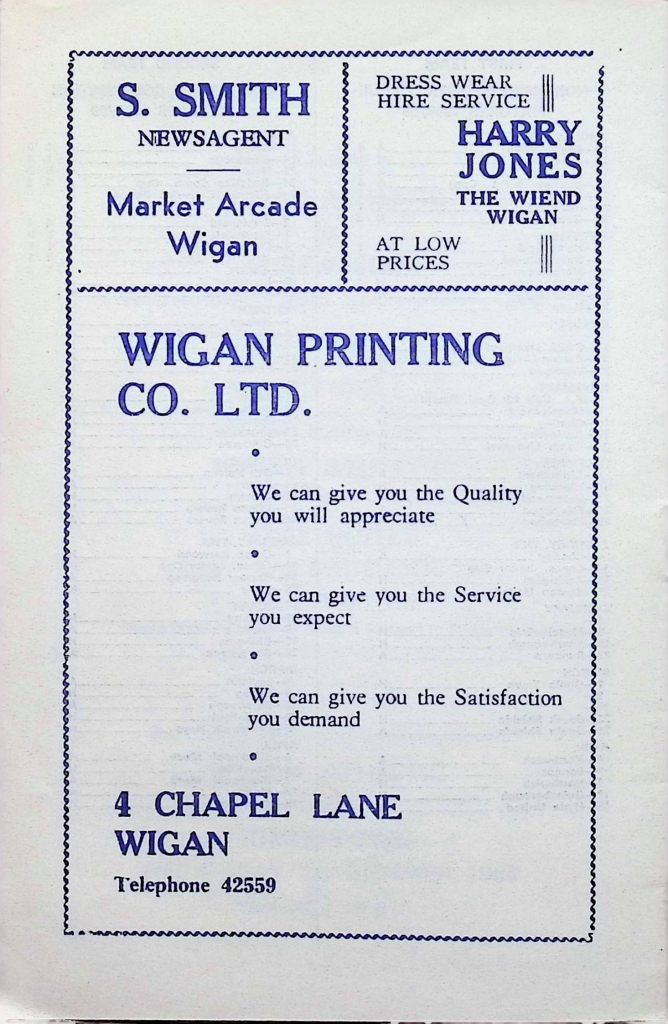 S. SMITH
NEWSAGENT
Market Arcade
Wigan
DRESS WEAR
HIRE SERVICE
HARRY
JONES
THE WIEND
WIGAN
AT LOW
PRICES
WIGAN PRINTING
CO. LTD.
We can give you the Quality
you will appreciate
We can give you the Service
you expect
We can give you the Satisfaction
you demand
4 CHAPEL LANE
WIGAN
Telephone 42559